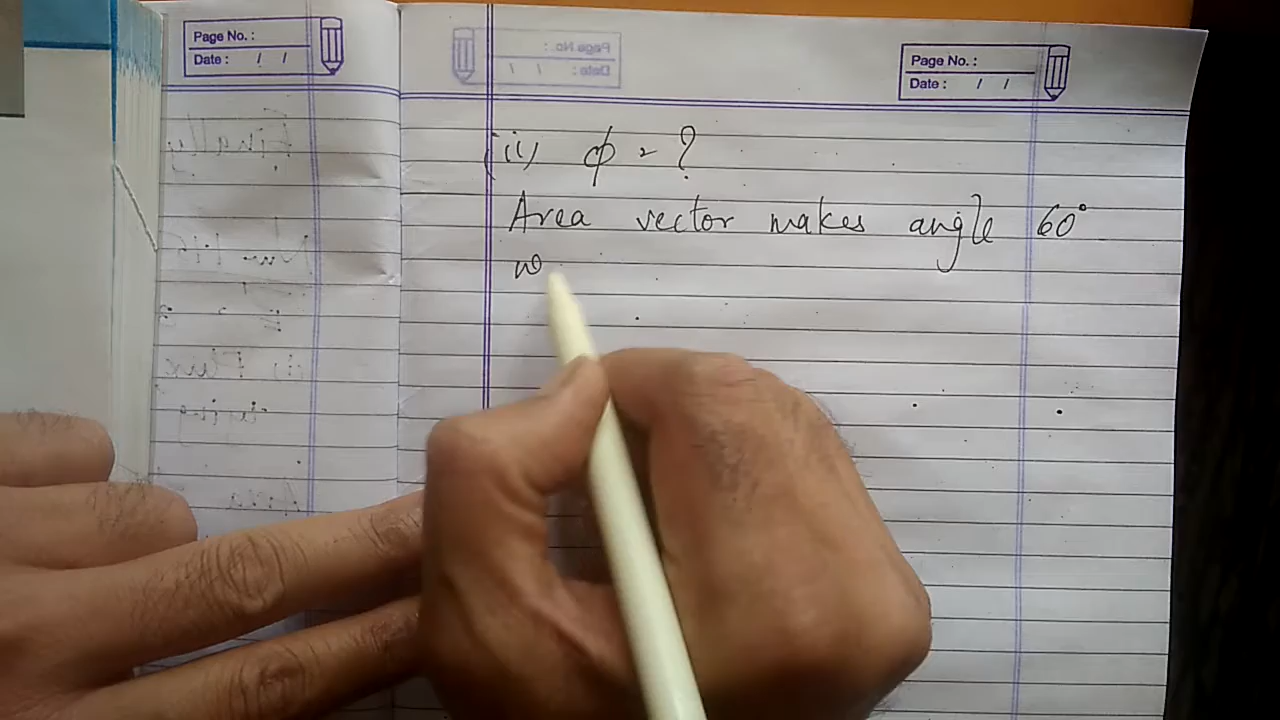 Page No. :
Date : / /
Page No. :
Date : / /
(ii) φ = ?
Area vector makes angle 60°